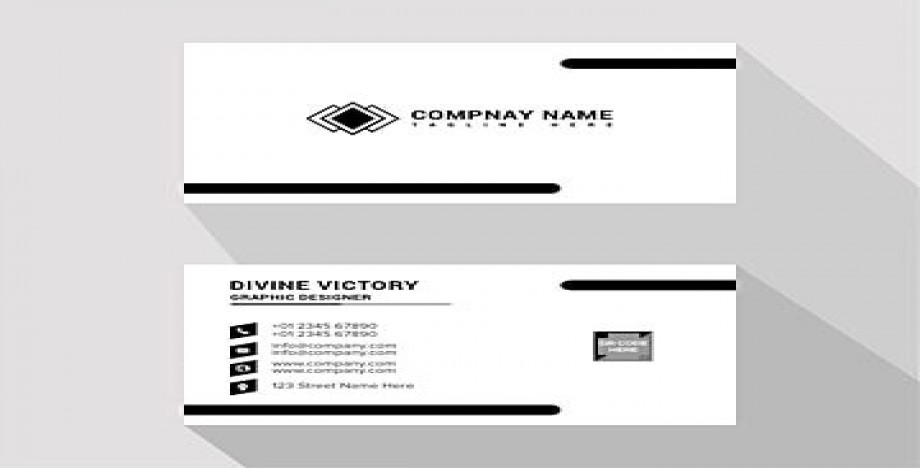 COMPNAY NAME
TAGLINE HERE
DIVINE VICTORY
GRAPHIC DESIGNER
+01 2345 67890
+01 2345 67890
info@company.com
info@company.com
www.company.com
www.company.com
123 Street Name Here
QR CODE
HERE